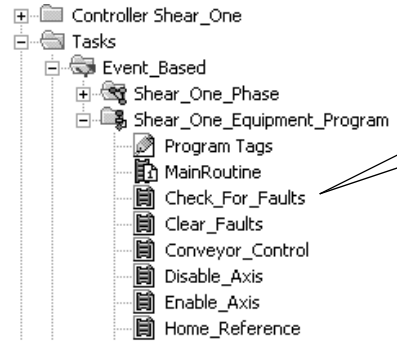 Controller Shear_One
Tasks
Event_Based
Shear_One_Phase
Shear_One_Equipment_Program
Program Tags
MainRoutine
Check_For_Faults
Clear_Faults
Conveyor_Control
Disable_Axis
Enable_Axis
Home_Reference